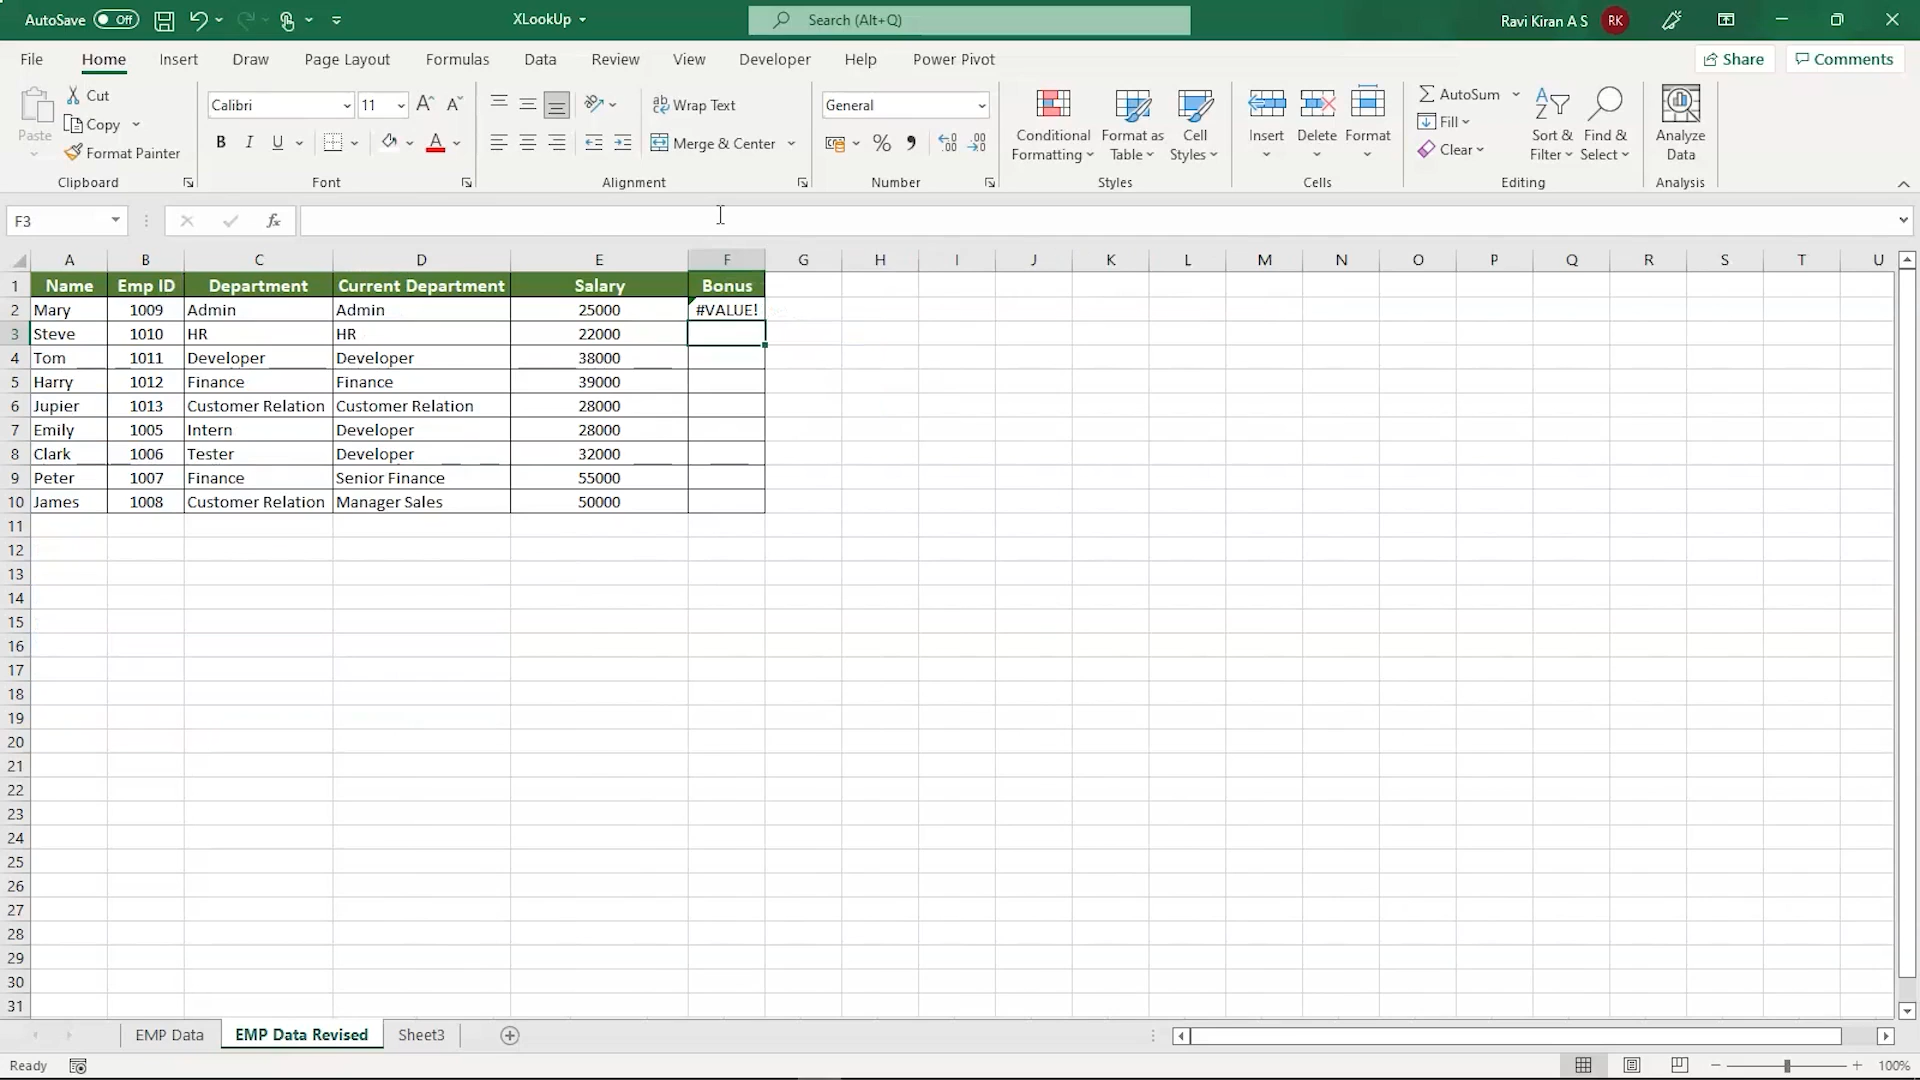 AutoSave Off XLookUp Search (Alt+Q) Ravi Kiran A S RK
File Home Insert Draw Page Layout Formulas Data Review View Developer Help Power Pivot Share Comments
Paste Cut Copy Format Painter Clipboard
Calibri 11 B I U A Font
Wrap Text Merge & Center Alignment
General % Number
Conditional Formatting Format as Table Cell Styles Styles
Insert Delete Format Cells
AutoSum Fill Clear Sort & Filter Find & Select Editing
Analyze Data Analysis
F3 fx
A B C D E F G H I J K L M N O P Q R S T U
1 Name Emp ID Department Current Department Salary Bonus
2 Mary 1009 Admin Admin 25000 #VALUE!
3 Steve 1010 HR HR 22000
4 Tom 1011 Developer Developer 38000
5 Harry 1012 Finance Finance 39000
6 Jupier 1013 Customer Relation Customer Relation 28000
7 Emily 1005 Intern Developer 28000
8 Clark 1006 Tester Developer 32000
9 Peter 1007 Finance Senior Finance 55000
10 James 1008 Customer Relation Manager Sales 50000
11
12
13
14
15
16
17
18
19
20
21
22
23
24
25
26
27
28
29
30
31
EMP Data EMP Data Revised Sheet3
Ready 100%